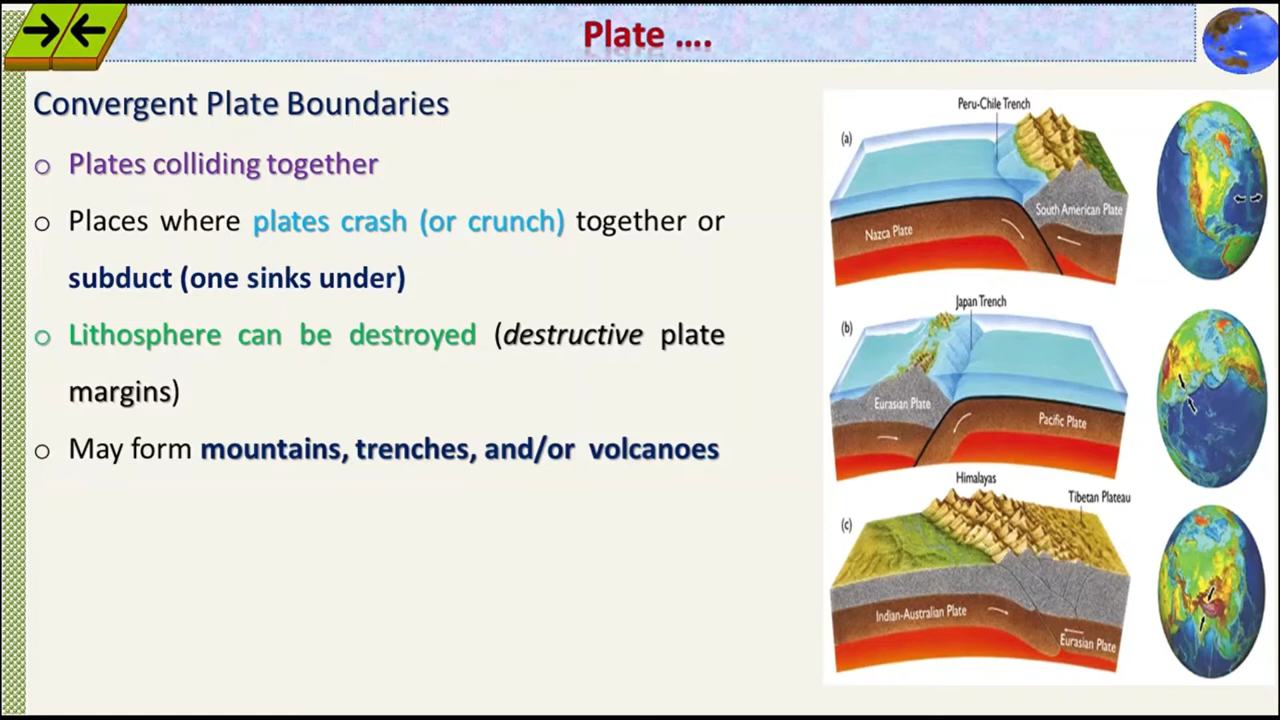 Plate ....
Convergent Plate Boundaries
o Plates colliding together
o Places where plates crash (or crunch) together or
subduct (one sinks under)
o Lithosphere can be destroyed (destructive plate
margins)
o May form mountains, trenches, and/or volcanoes
(a)
Peru-Chile Trench
South American Plate
Nazca Plate
(b)
Japan Trench
Eurasian Plate
Pacific Plate
(c)
Himalayas
Tibetan Plateau
Indian-Australian Plate
Eurasian Plate